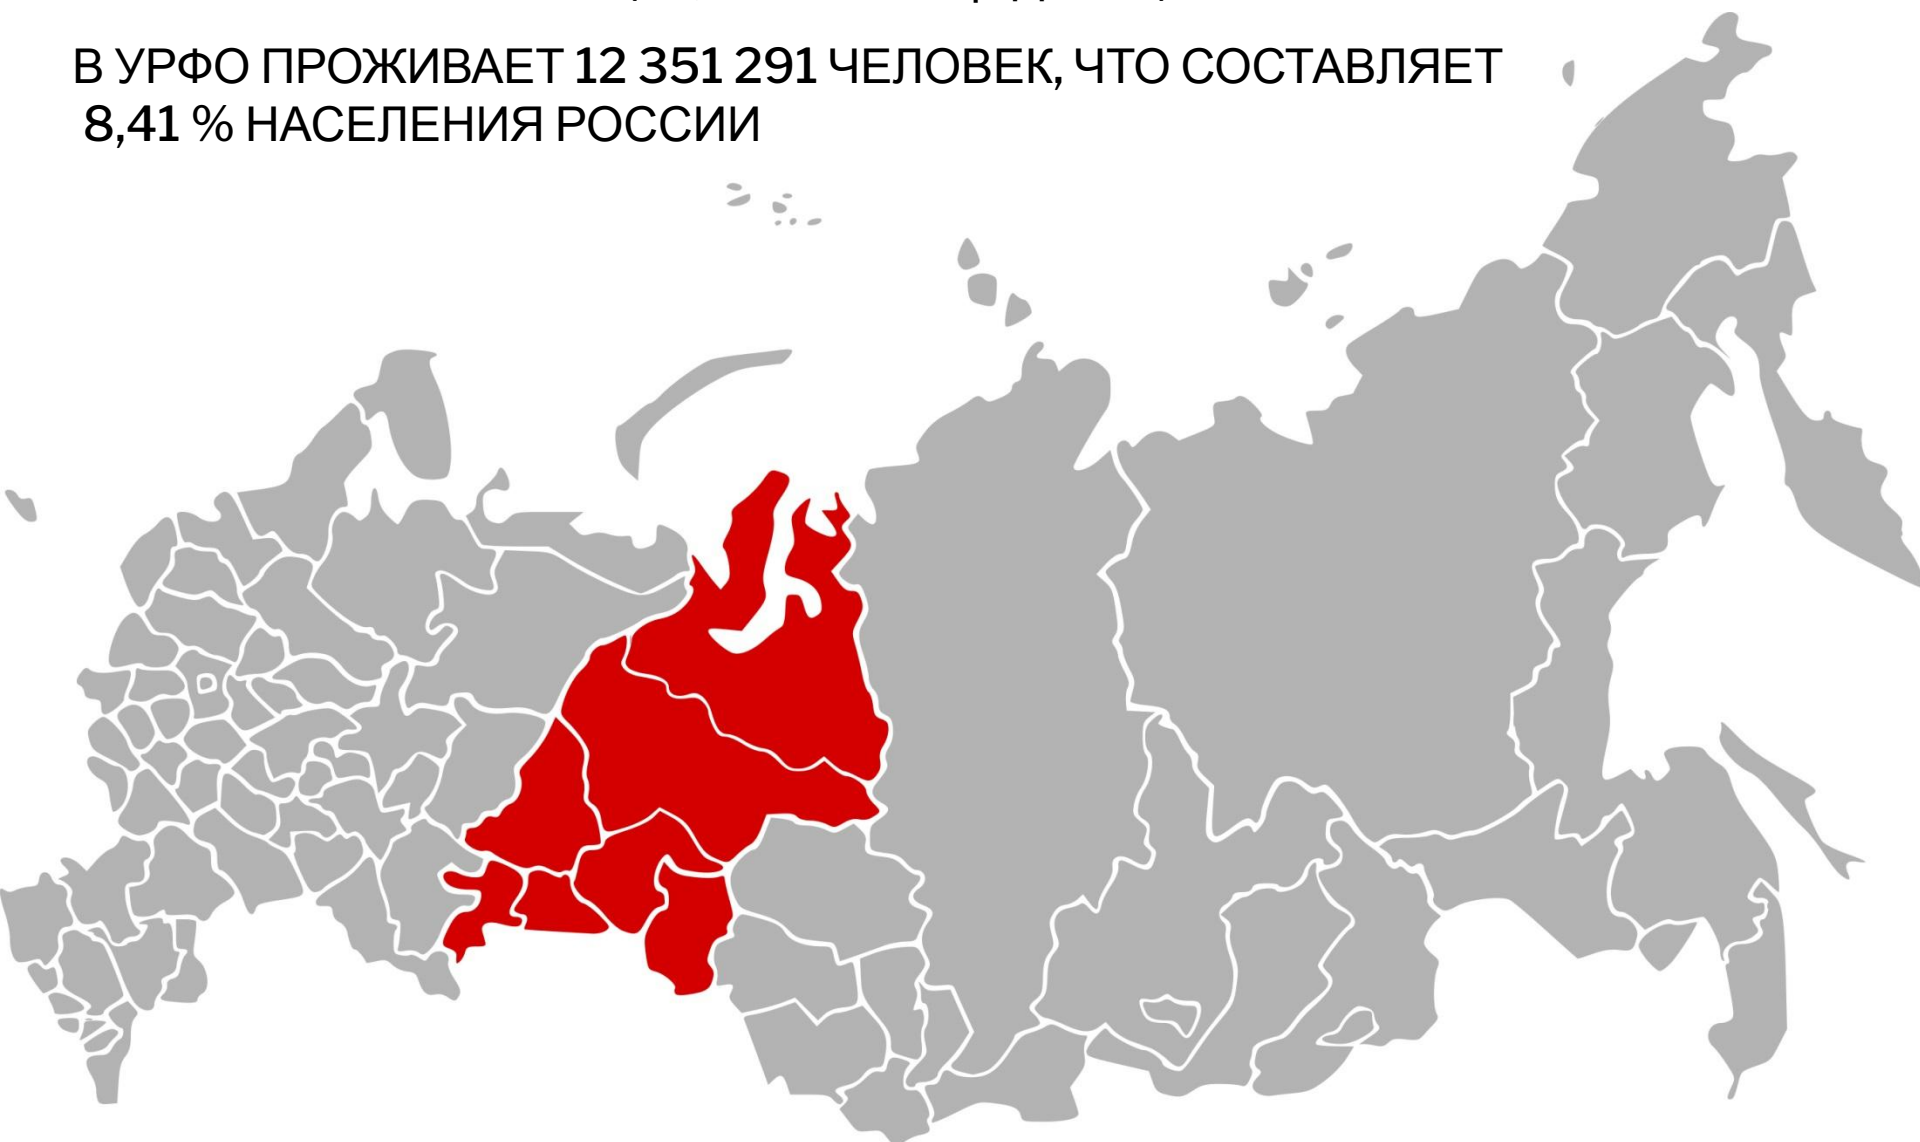 В УРФО ПРОЖИВАЕТ 12 351 291 ЧЕЛОВЕК, ЧТО СОСТАВЛЯЕТ
8,41 % НАСЕЛЕНИЯ РОССИИ